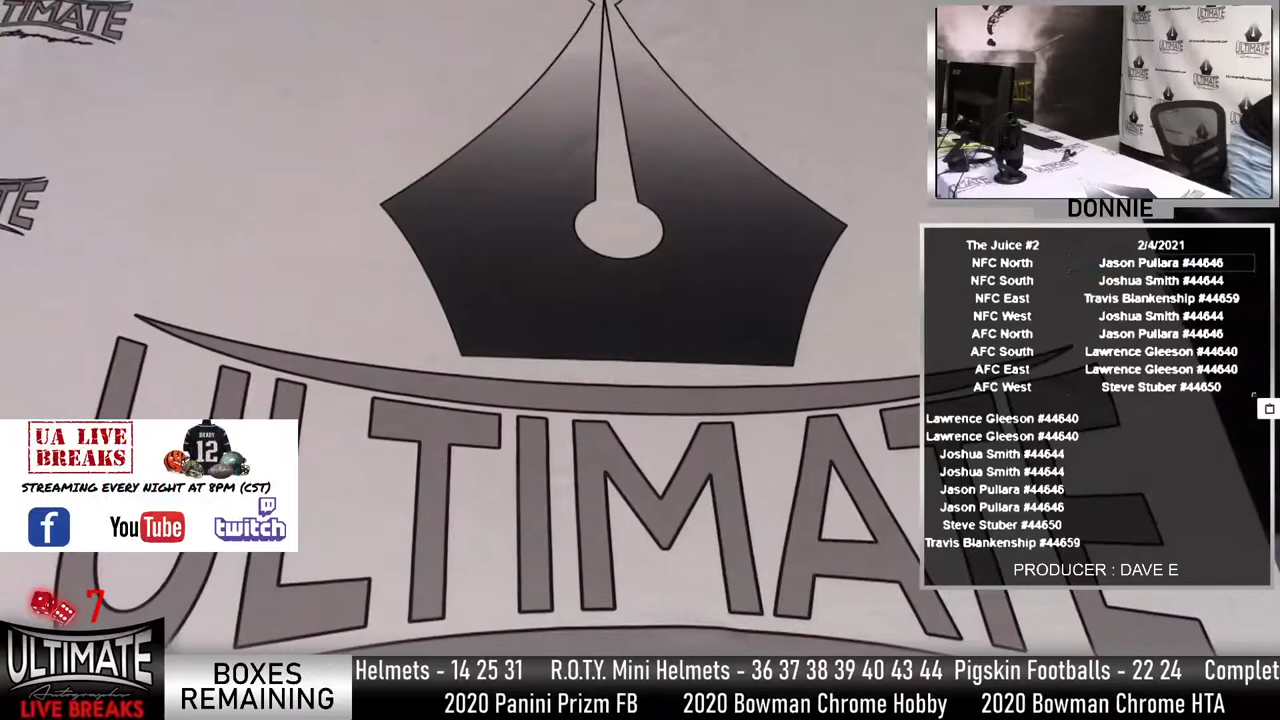 TIMATE
TE
ULTIMATE
ULTIMATE
DONNIE
The Juice #2 2/4/2021
NFC North Jason Pullara #44646
NFC South Joshua Smith #44644
NFC East Travis Blankenship #44659
NFC West Joshua Smith #44644
AFC North Jason Pullara #44646
AFC South Lawrence Gleeson #44640
AFC East Lawrence Gleeson #44640
AFC West Steve Stuber #44650
Lawrence Gleeson #44640
Lawrence Gleeson #44640
Joshua Smith #44644
Joshua Smith #44644
Jason Pullara #44646
Jason Pullara #44646
Steve Stuber #44650
Travis Blankenship #44659
PRODUCER : DAVE E
UA LIVE
BREAKS
BRADY
12
STREAMING EVERY NIGHT AT 8PM (CST)
f YouTube twitch
7
ULTIMATE
Autographs
LIVE BREAKS
BOXES
REMAINING
Helmets - 14 25 31 R.O.T.Y. Mini Helmets - 36 37 38 39 40 43 44 Pigskin Footballs - 22 24 Complet
2020 Panini Prizm FB 2020 Bowman Chrome Hobby 2020 Bowman Chrome HTA